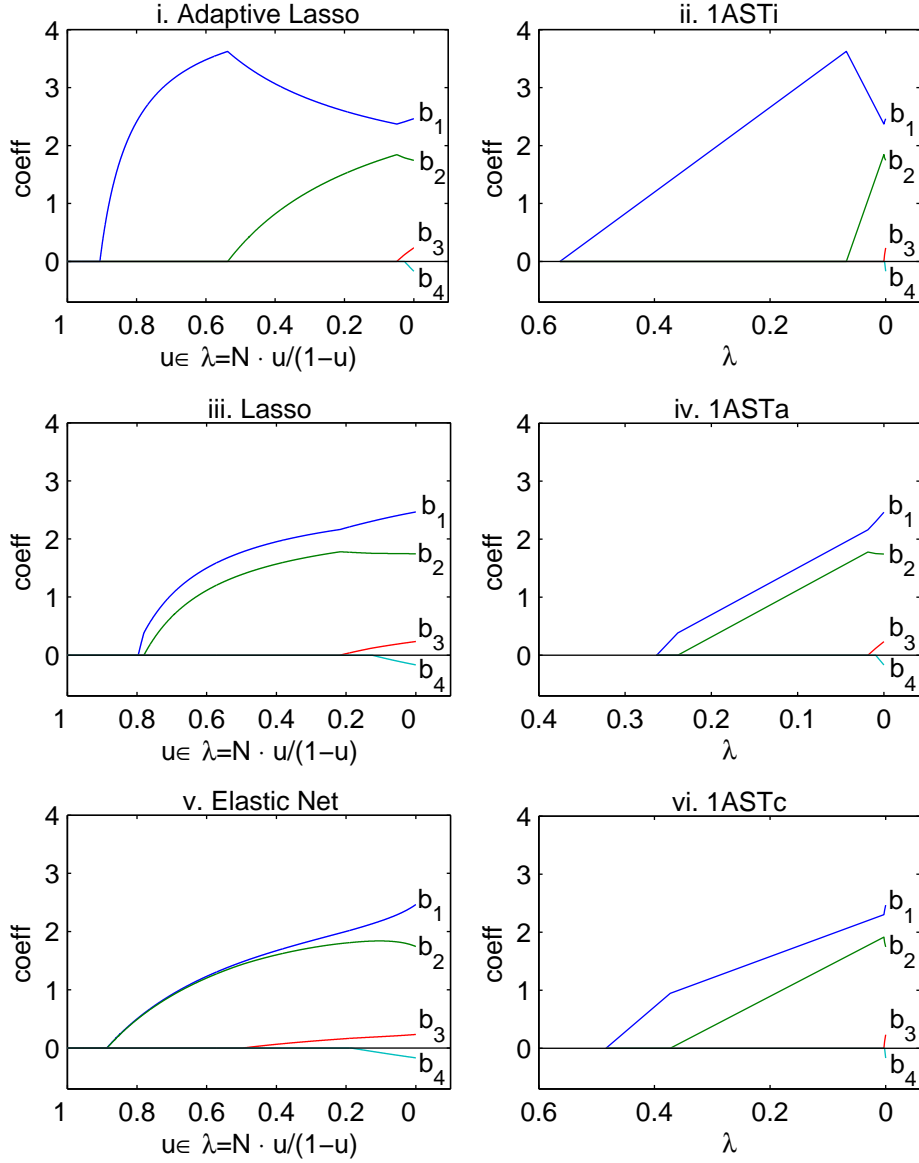 i. Adaptive Lasso
4
3
2
1
0
coeff
b1
b2
b3
b4
1 0.8 0.6 0.4 0.2 0
u∈ λ=N · u/(1−u)
ii. 1ASTi
4
3
2
1
0
coeff
b1
b2
b3
b4
0.6 0.4 0.2 0
λ
iii. Lasso
4
3
2
1
0
coeff
b1
b2
b3
b4
1 0.8 0.6 0.4 0.2 0
u∈ λ=N · u/(1−u)
iv. 1ASTa
4
3
2
1
0
coeff
b1
b2
b3
b4
0.4 0.3 0.2 0.1 0
λ
v. Elastic Net
4
3
2
1
0
coeff
b1
b2
b3
b4
1 0.8 0.6 0.4 0.2 0
u∈ λ=N · u/(1−u)
vi. 1ASTc
4
3
2
1
0
coeff
b1
b2
b3
b4
0.6 0.4 0.2 0
λ